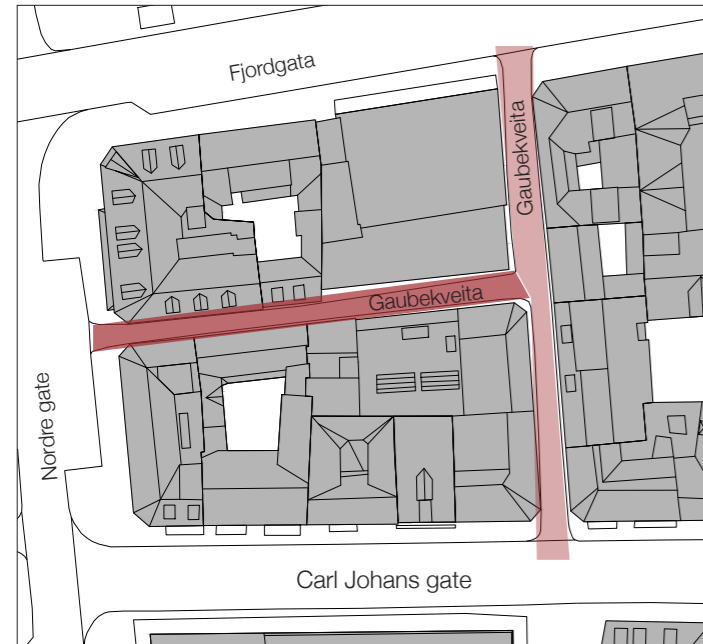 Fjordgata
Gaubekveita
Gaubekveita
Nordre gate
Carl Johans gate